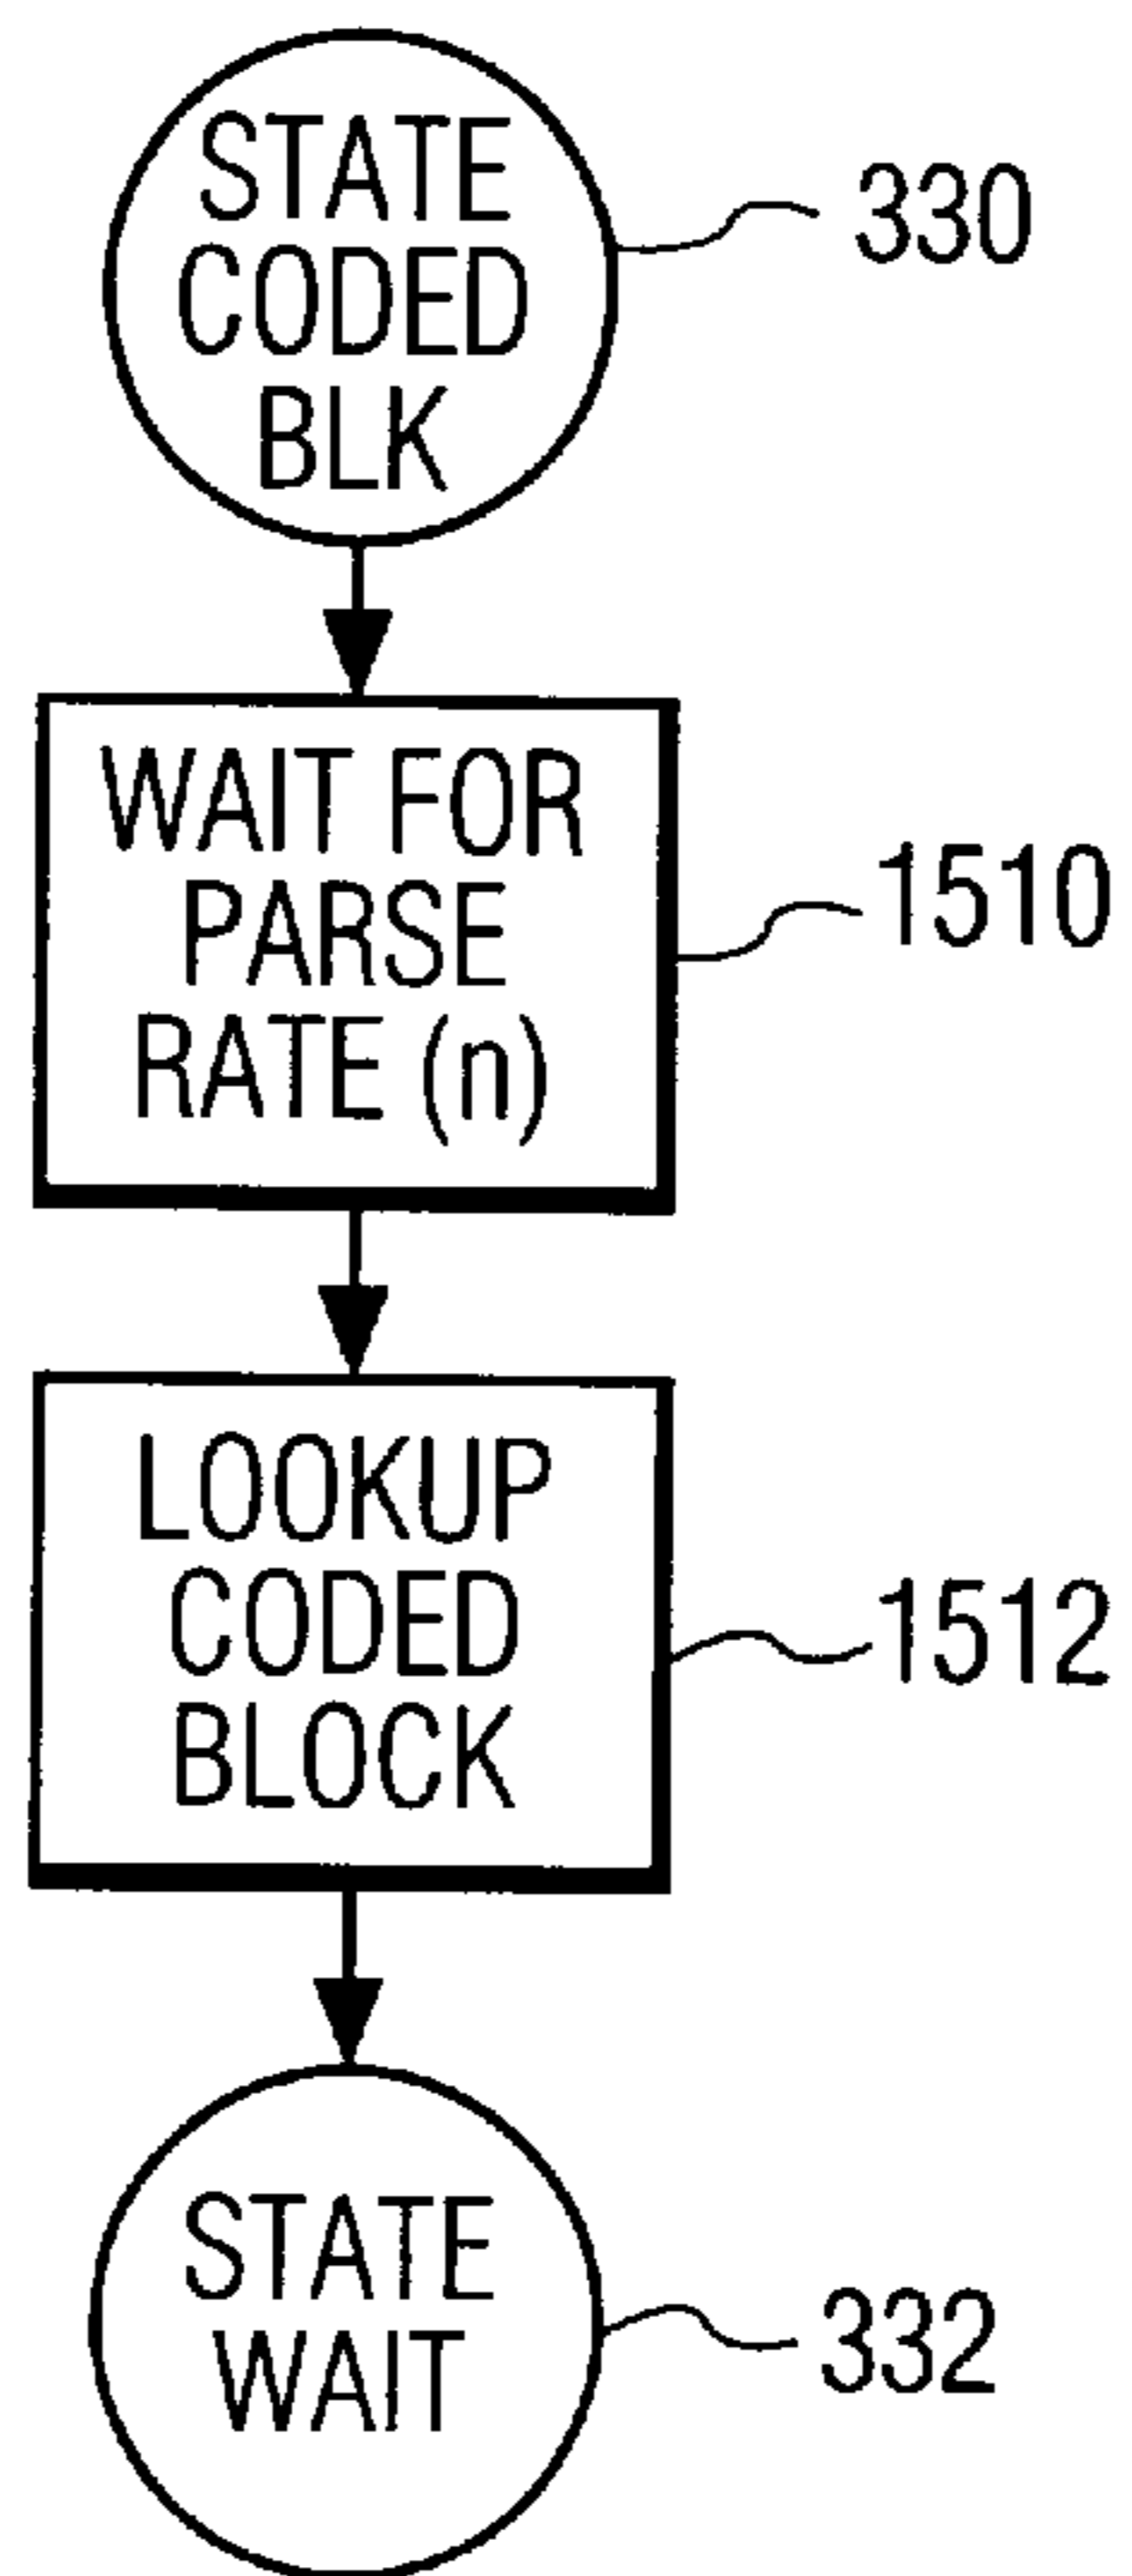 STATE
CODED
BLK
330
WAIT FOR
PARSE
RATE (n)
1510
LOOKUP
CODED
BLOCK
1512
STATE
WAIT
332